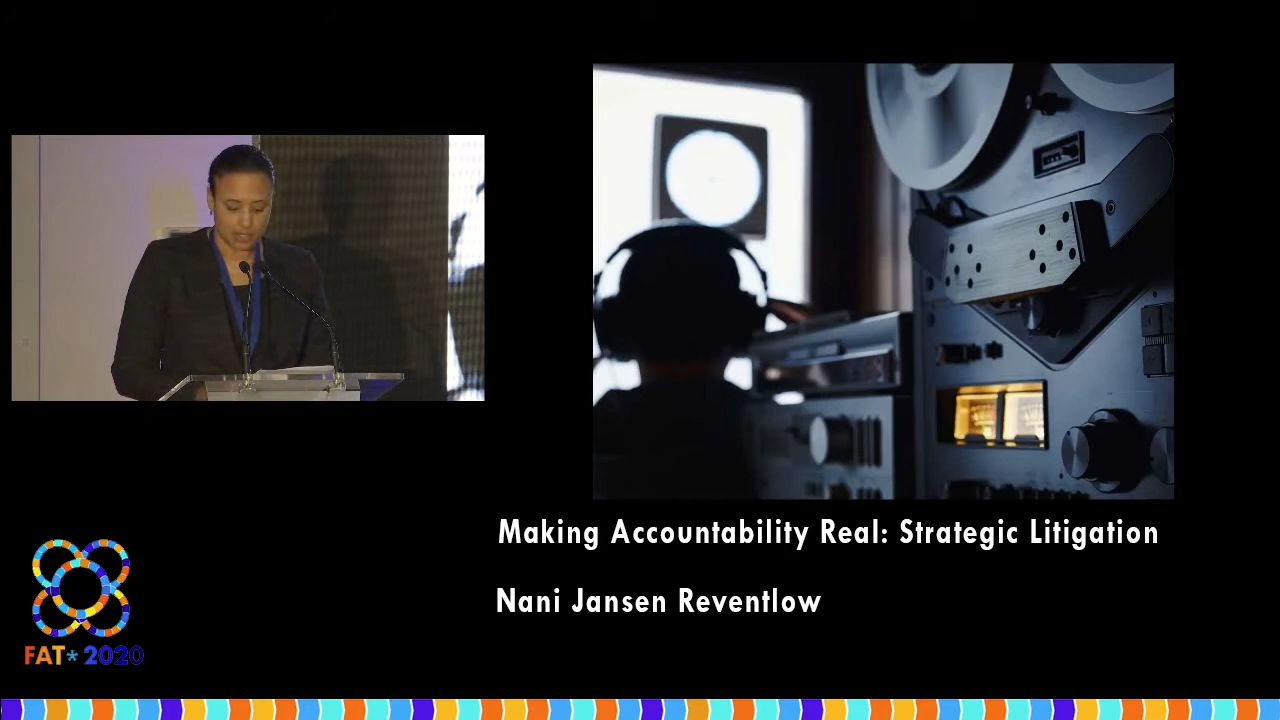 Making Accountability Real: Strategic Litigation
Nani Jansen Reventlow
FAT* 2020